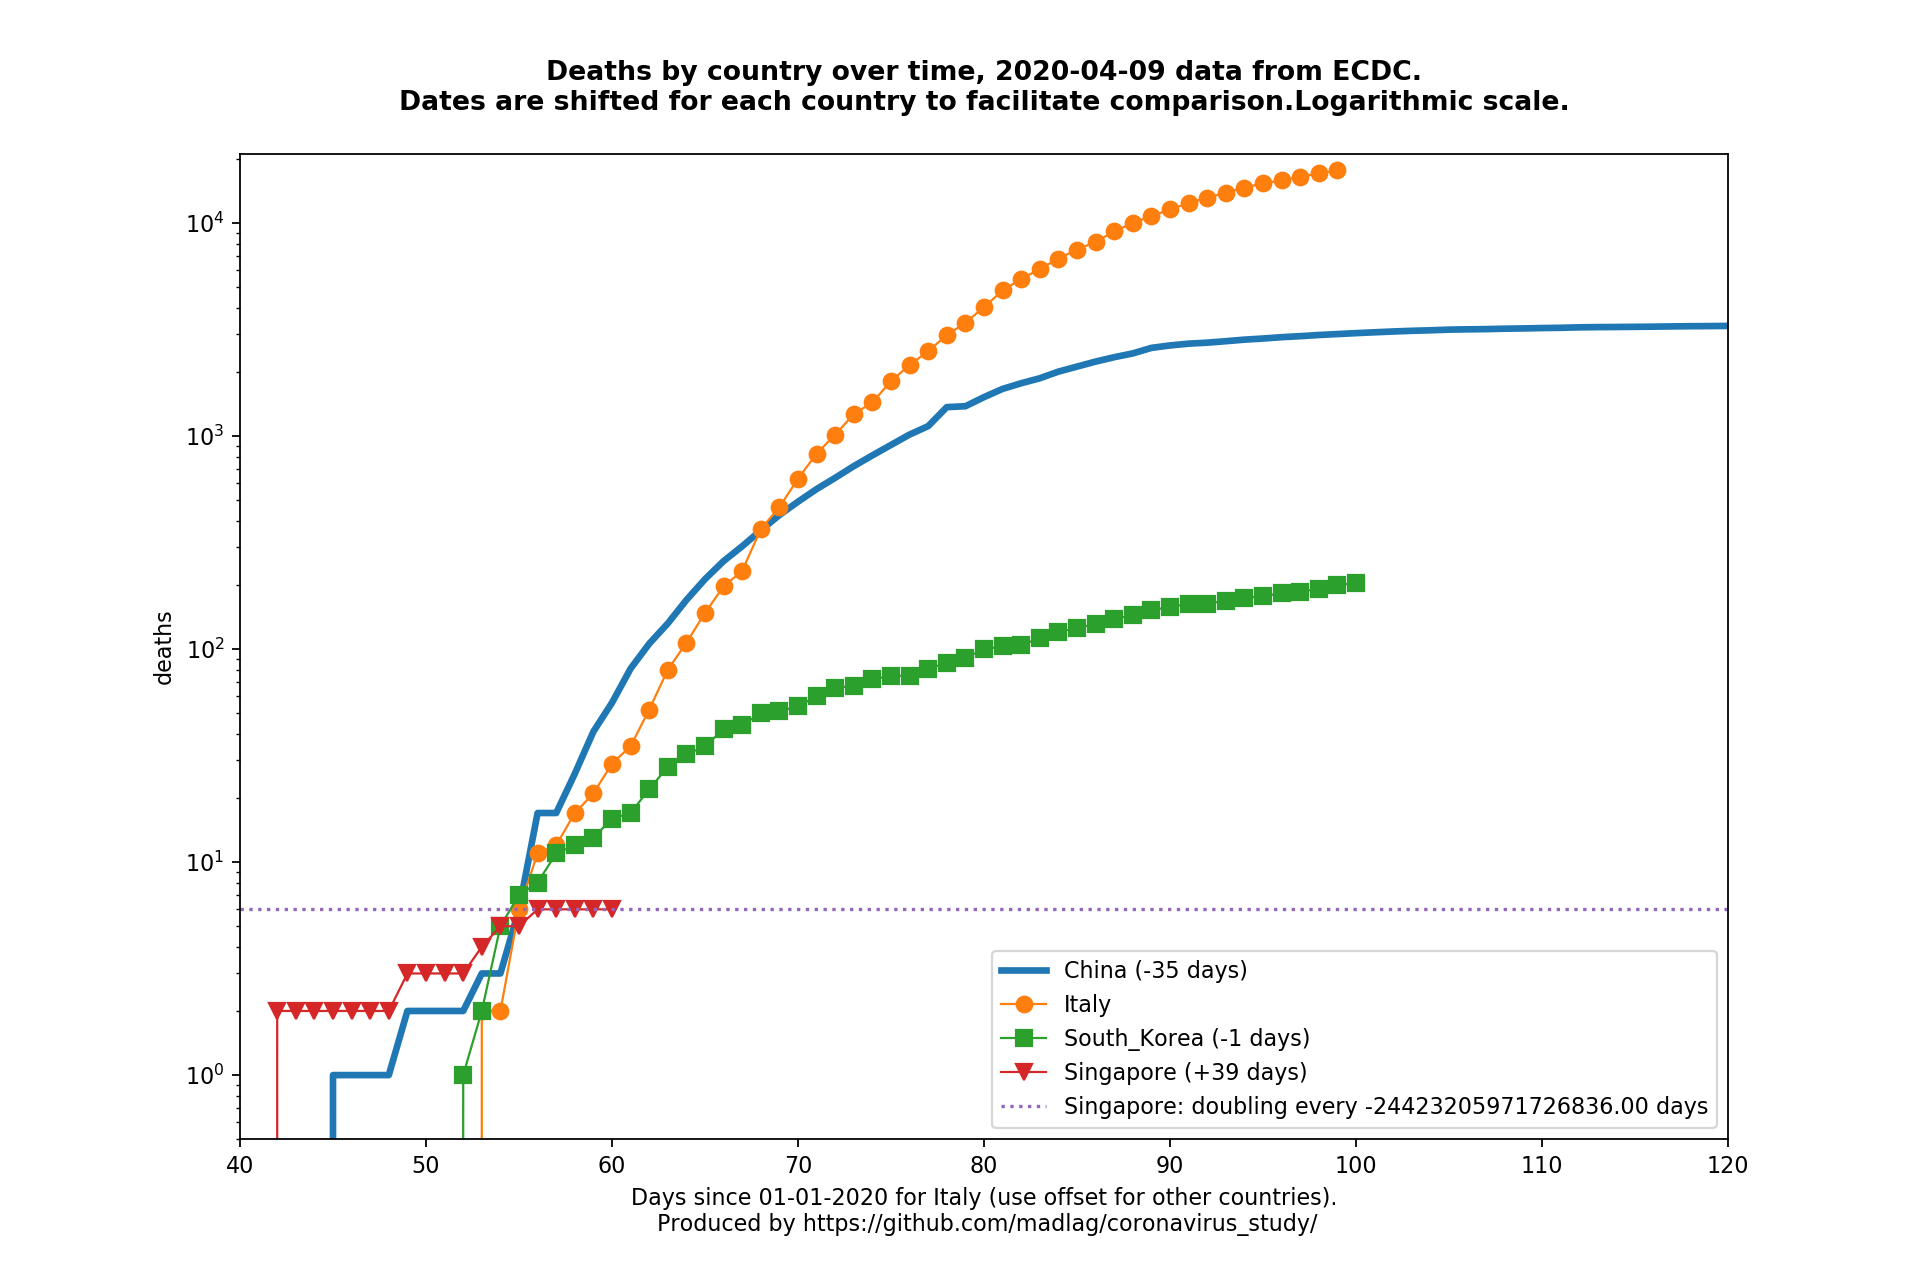 Deaths by country over time, 2020-04-09 data from ECDC.
Dates are shifted for each country to facilitate comparison.Logarithmic scale.
deaths
10^4
10^3
10^2
10^1
10^0
China (-35 days)
Italy
South_Korea (-1 days)
Singapore (+39 days)
Singapore: doubling every -24423205971726836.00 days
40 50 60 70 80 90 100 110 120
Days since 01-01-2020 for Italy (use offset for other countries).
Produced by https://github.com/madlag/coronavirus_study/